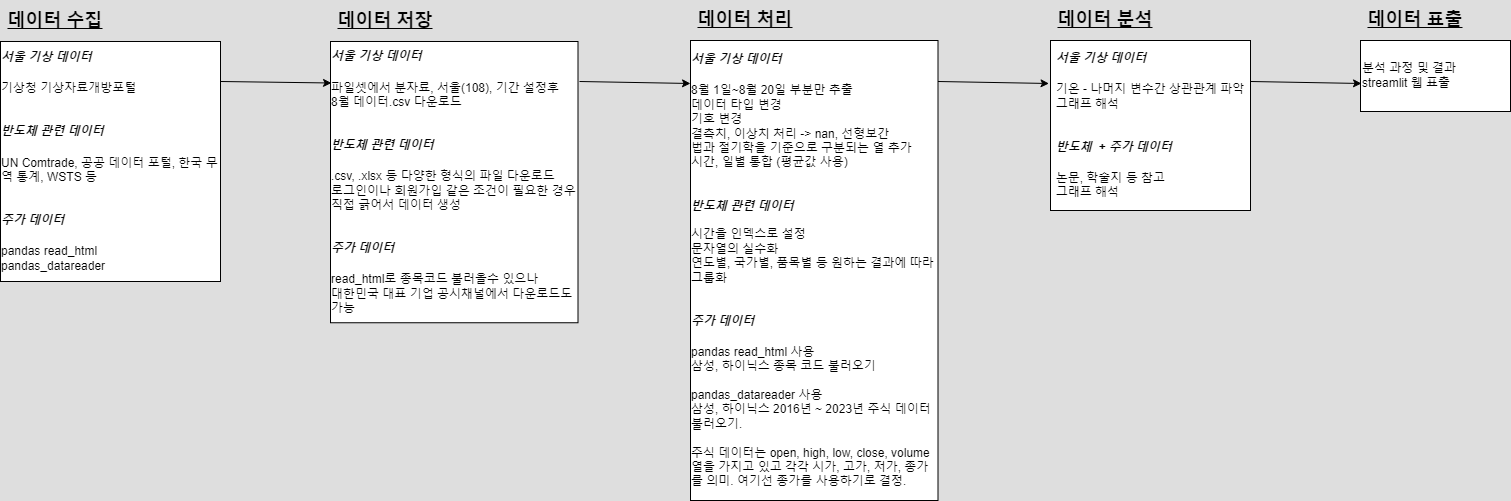 데이터 수집
서울 기상 데이터
기상청 기상자료개방포털
반도체 관련 데이터
UN Comtrade, 공공 데이터 포털, 한국 무
역 통계, WSTS 등
주가 데이터
pandas read_html
pandas_datareader
데이터 저장
서울 기상 데이터
파일셋에서 분자료, 서울(108), 기간 설정후
8월 데이터.csv 다운로드
반도체 관련 데이터
.csv, .xlsx 등 다양한 형식의 파일 다운로드
로그인이나 회원가입 같은 조건이 필요한 경우
직접 긁어서 데이터 생성
주가 데이터
read_html로 종목코드 불러올수 있으나
대한민국 대표 기업 공시채널에서 다운로드도
가능
데이터 처리
서울 기상 데이터
8월 1일~8월 20일 부분만 추출
데이터 타입 변경
기호 변경
결측치, 이상치 처리 -> nan, 선형보간
법과 절기학을 기준으로 구분되는 열 추가
시간, 일별 통합 (평균값 사용)
반도체 관련 데이터
시간을 인덱스로 설정
문자열의 실수화
연도별, 국가별, 품목별 등 원하는 결과에 따라
그룹화
주가 데이터
pandas read_html 사용
삼성, 하이닉스 종목 코드 불러오기
pandas_datareader 사용
삼성, 하이닉스 2016년 ~ 2023년 주식 데이터
불러오기.
주식 데이터는 open, high, low, close, volume
열을 가지고 있고 각각 시가, 고가, 저가, 종가
를 의미. 여기선 종가를 사용하기로 결정.
데이터 분석
서울 기상 데이터
기온 - 나머지 변수간 상관관계 파악
그래프 해석
반도체 + 주가 데이터
논문, 학술지 등 참고
그래프 해석
데이터 표출
분석 과정 및 결과
streamlit 웹 표출